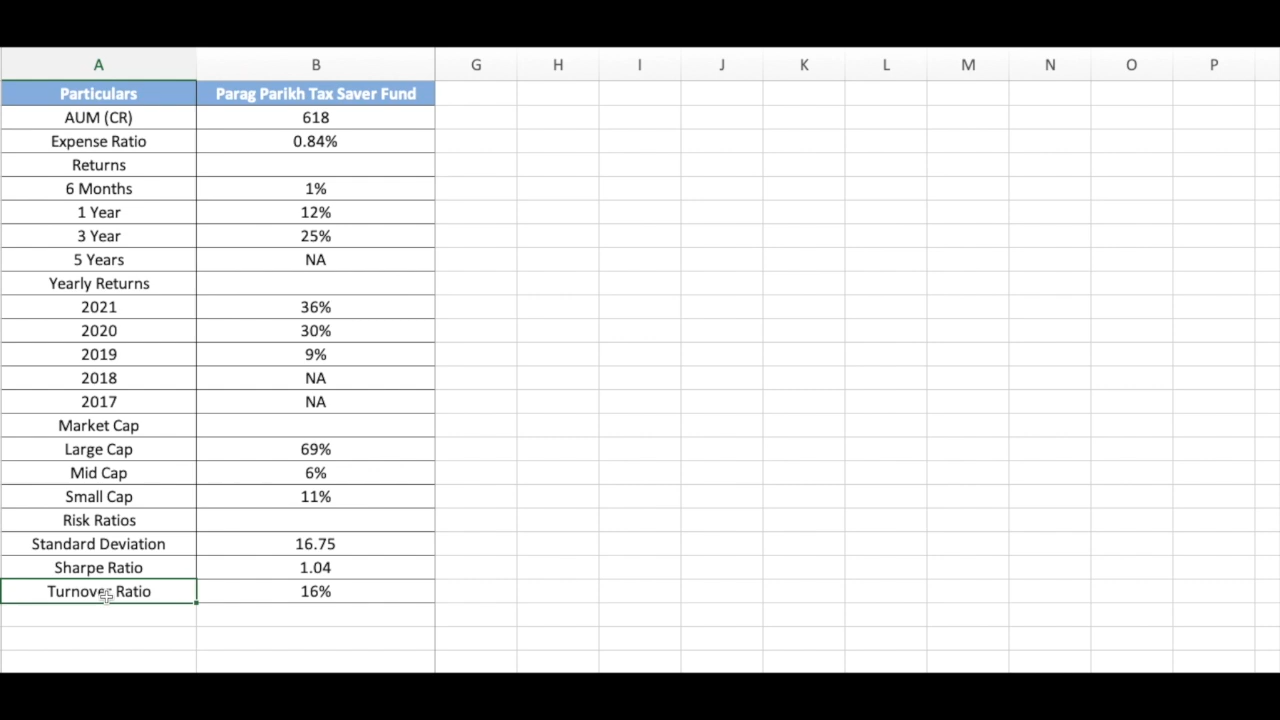 A B G H I J K L M N O P
Particulars Parag Parikh Tax Saver Fund
AUM (CR) 618
Expense Ratio 0.84%
Returns
6 Months 1%
1 Year 12%
3 Year 25%
5 Years NA
Yearly Returns
2021 36%
2020 30%
2019 9%
2018 NA
2017 NA
Market Cap
Large Cap 69%
Mid Cap 6%
Small Cap 11%
Risk Ratios
Standard Deviation 16.75
Sharpe Ratio 1.04
Turnover Ratio 16%